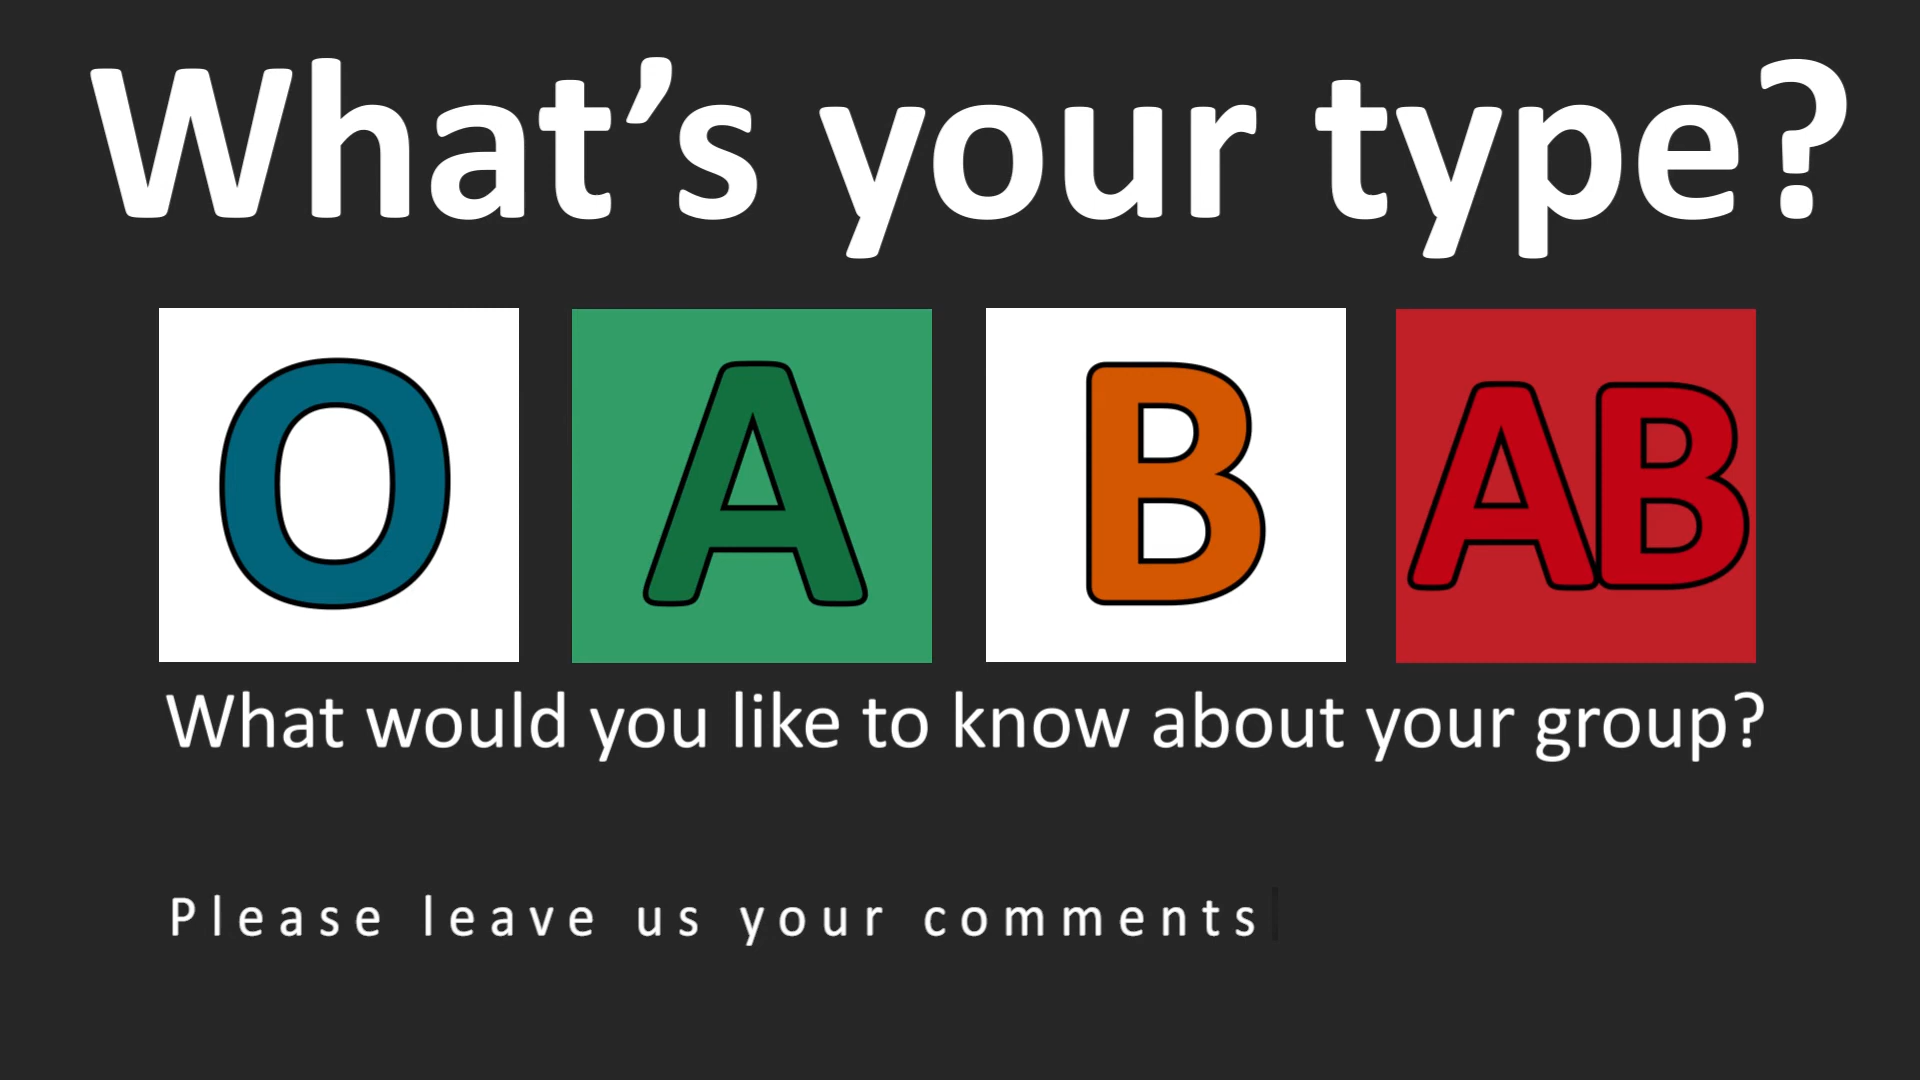 What’s your type?
O A B AB
What would you like to know about your group?
Please leave us your comments